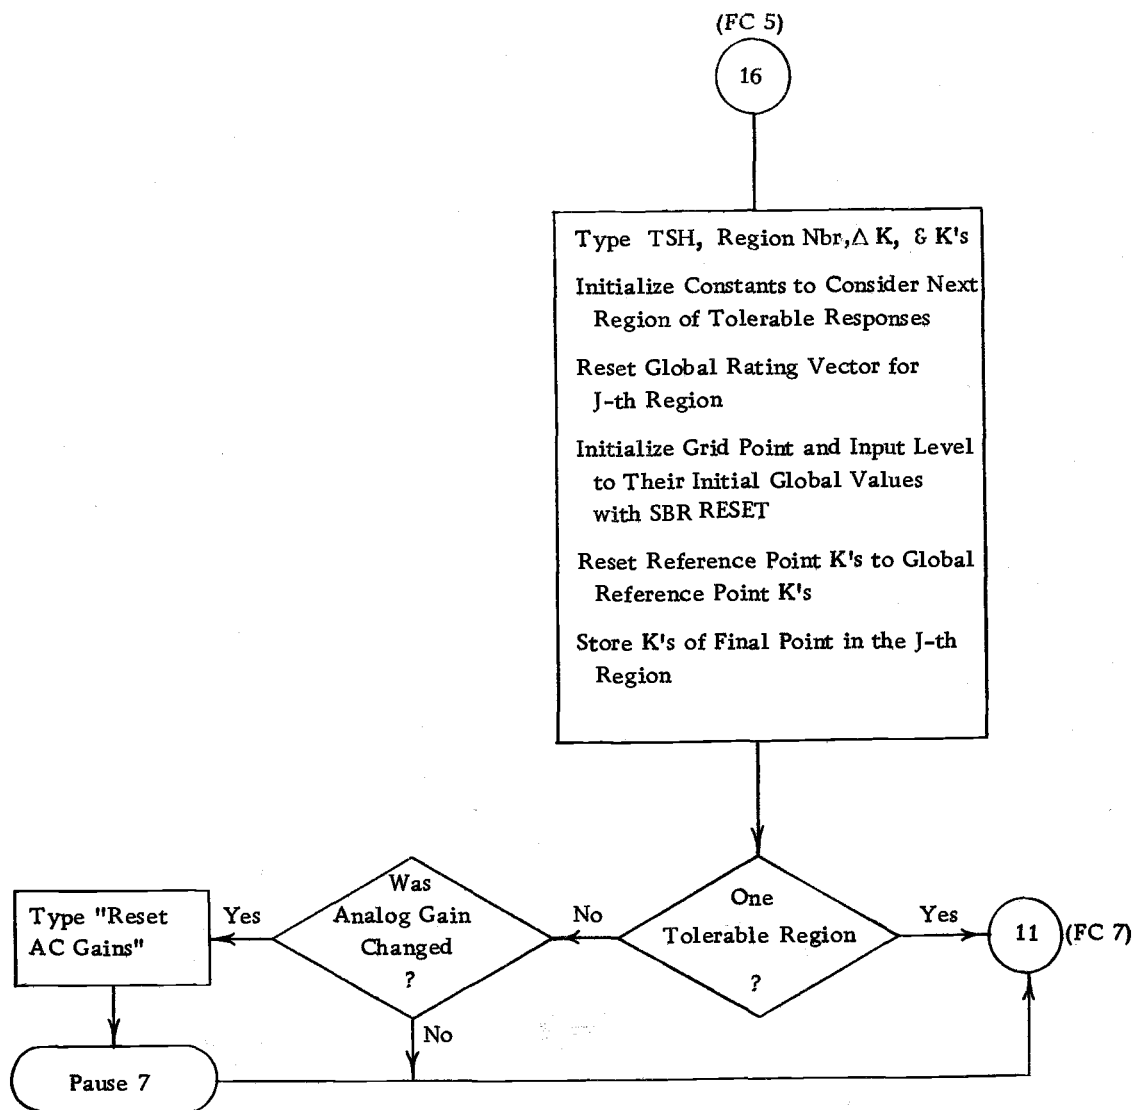 (FC 5)
16
Type TSH, Region Nbr, Δ K, & K's
Initialize Constants to Consider Next
Region of Tolerable Responses
Reset Global Rating Vector for
J-th Region
Initialize Grid Point and Input Level
to Their Initial Global Values
with SBR RESET
Reset Reference Point K's to Global
Reference Point K's
Store K's of Final Point in the J-th
Region
One
Tolerable Region
?
Yes
11
(FC 7)
No
Was
Analog Gain
Changed
?
Yes
Type "Reset
AC Gains"
No
Pause 7